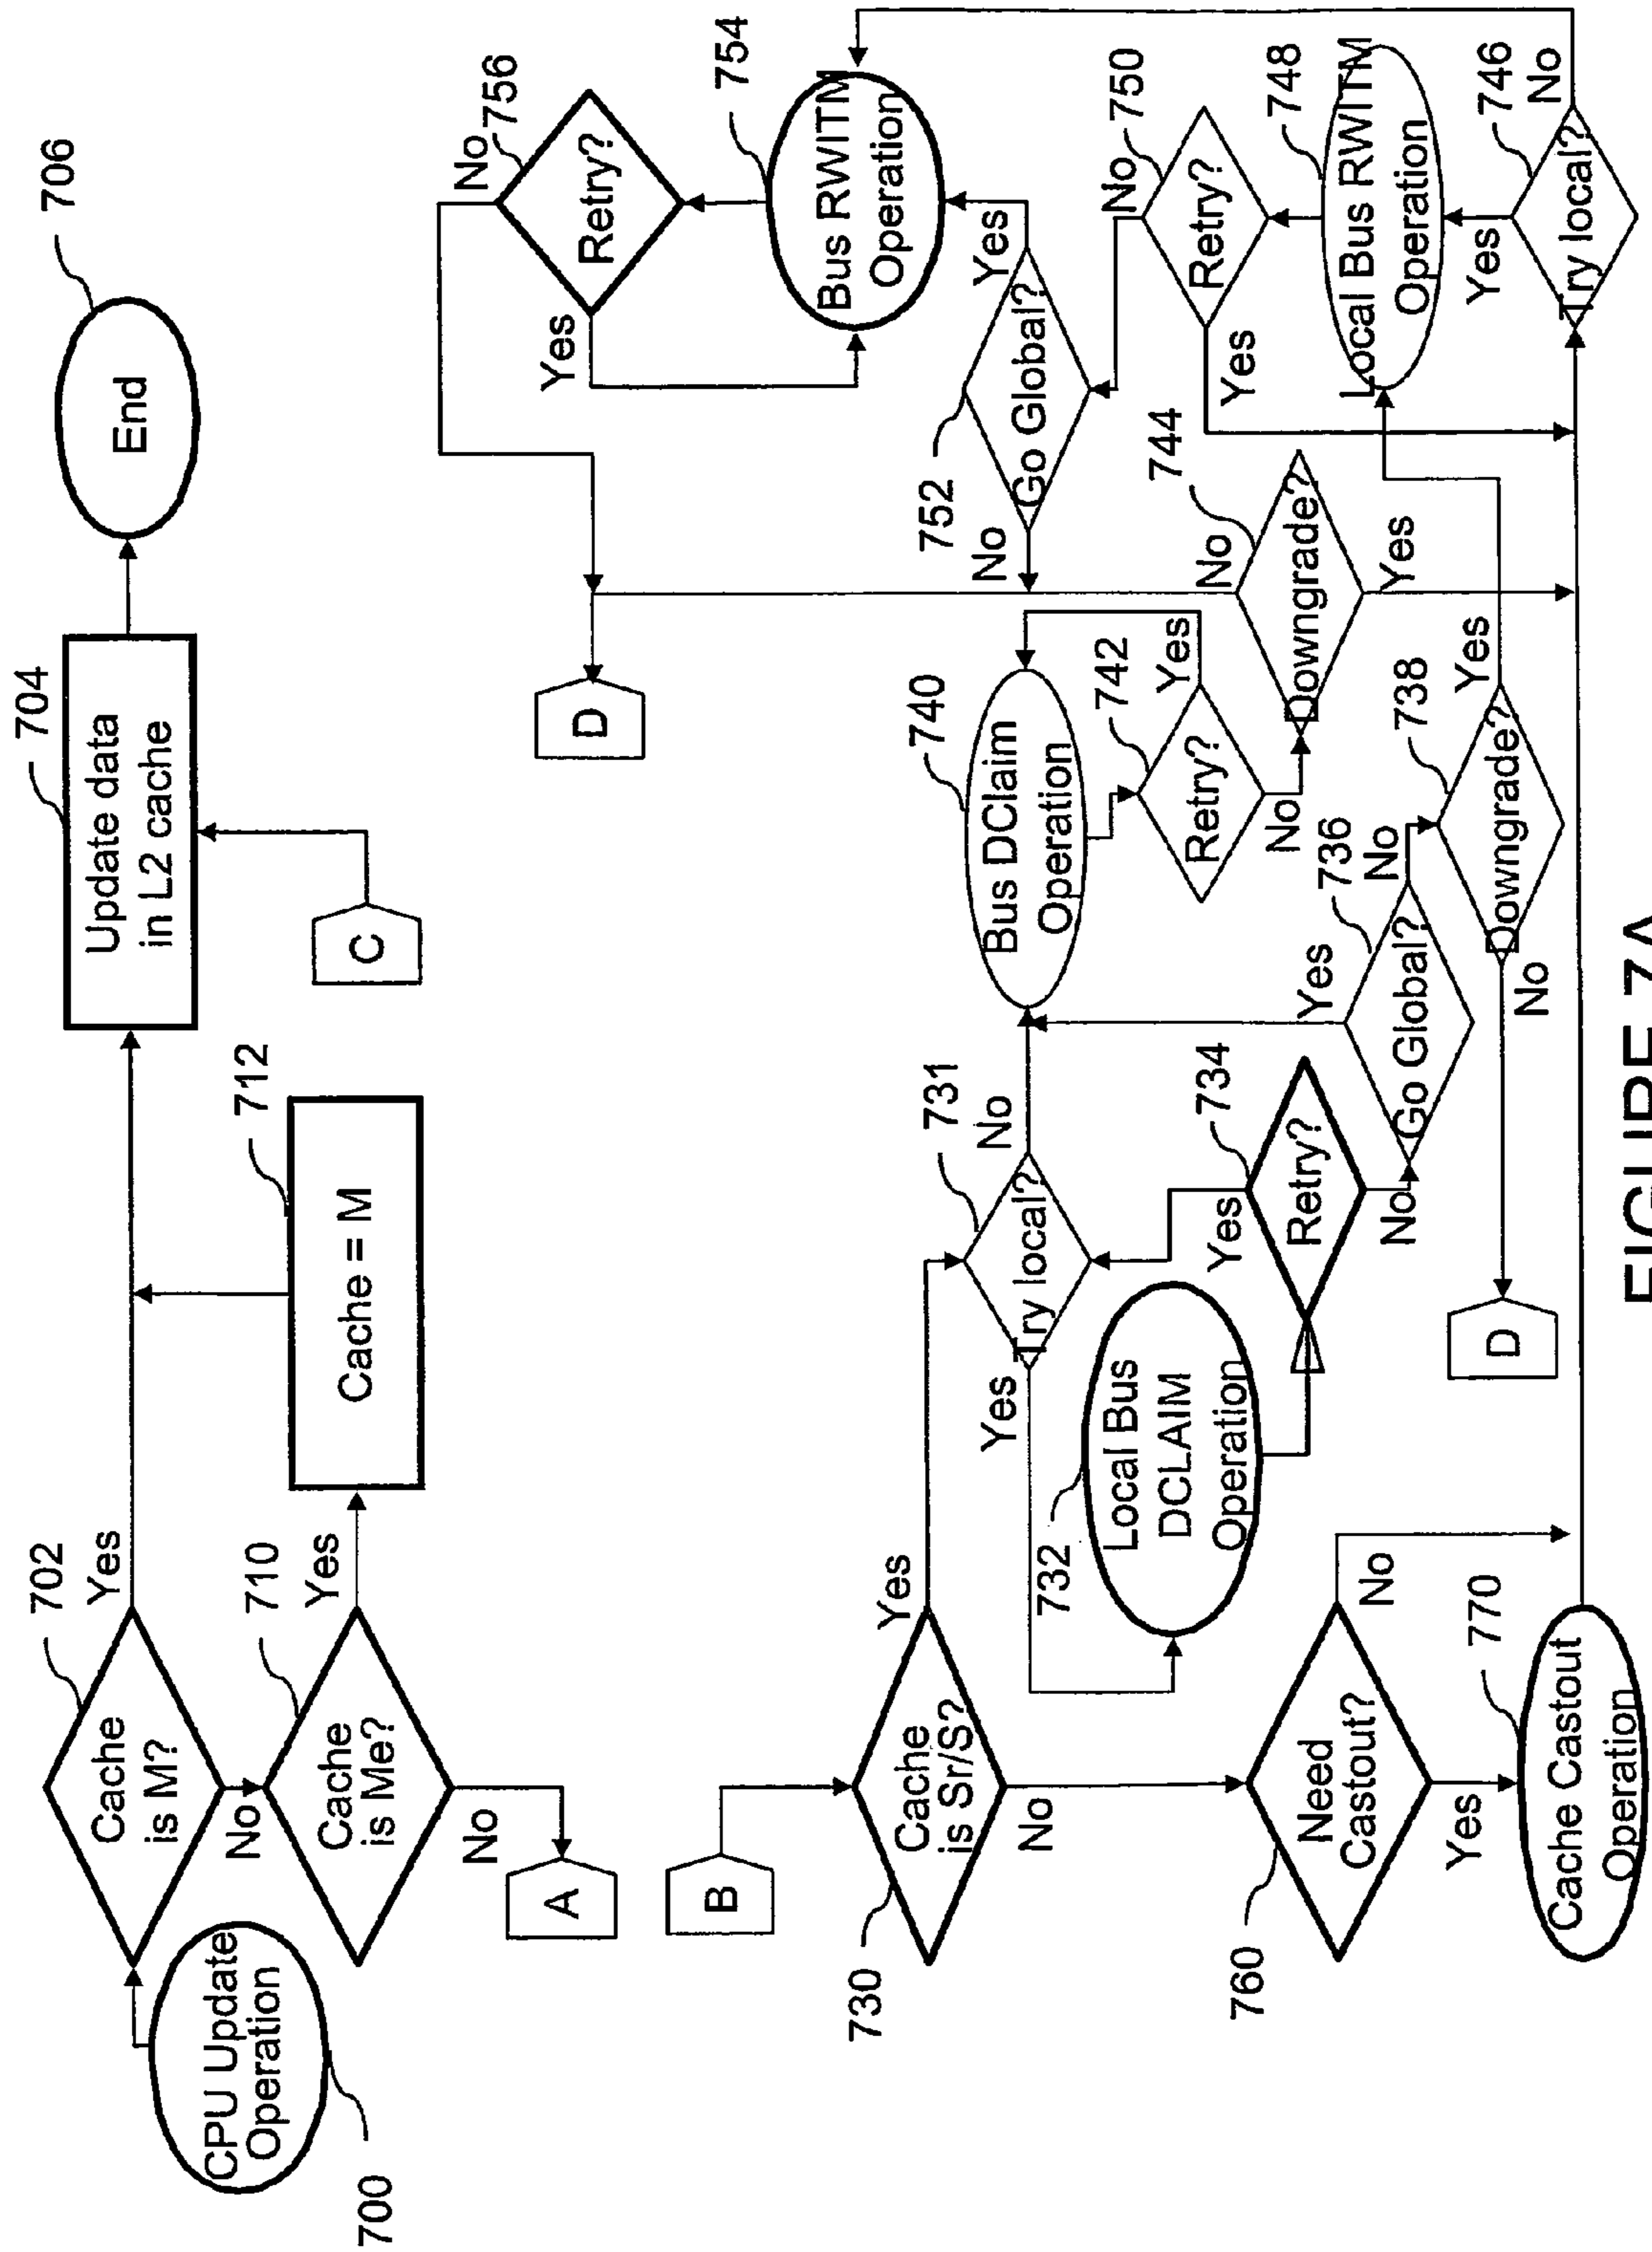 700
CPU Update
Operation
702
Cache
is M?
Yes
No
704
Update data
in L2 cache
706
End
710
Cache
is Me?
Yes
No
712
Cache = M
A
C
B
730
Cache
is Sr/S?
Yes
No
731
Try local?
Yes
No
732
Local Bus
DCLAIM
Operation
734
Retry?
Yes
No
736
Go Global?
Yes
No
738
Downgrade?
Yes
No
D
740
Bus DClaim
Operation
742
Retry?
Yes
No
744
Downgrade?
No
Yes
D
746
Try local?
Yes
No
748
Local Bus RWITM
Operation
750
Retry?
No
Yes
752
Go Global?
Yes
No
754
Bus RWITM
Operation
756
Retry?
No
Yes
760
Need
Castout?
No
Yes
770
Cache Castout
Operation
FIGURE 7A